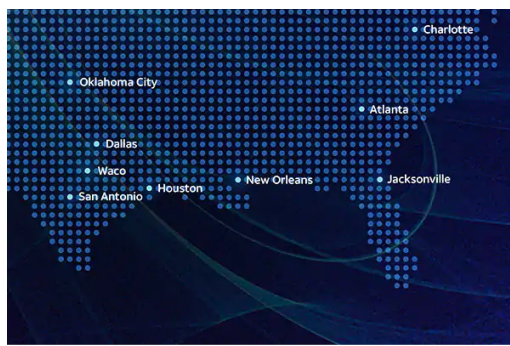 Charlotte
Oklahoma City
Atlanta
Dallas
Waco
New Orleans
Jacksonville
Houston
San Antonio